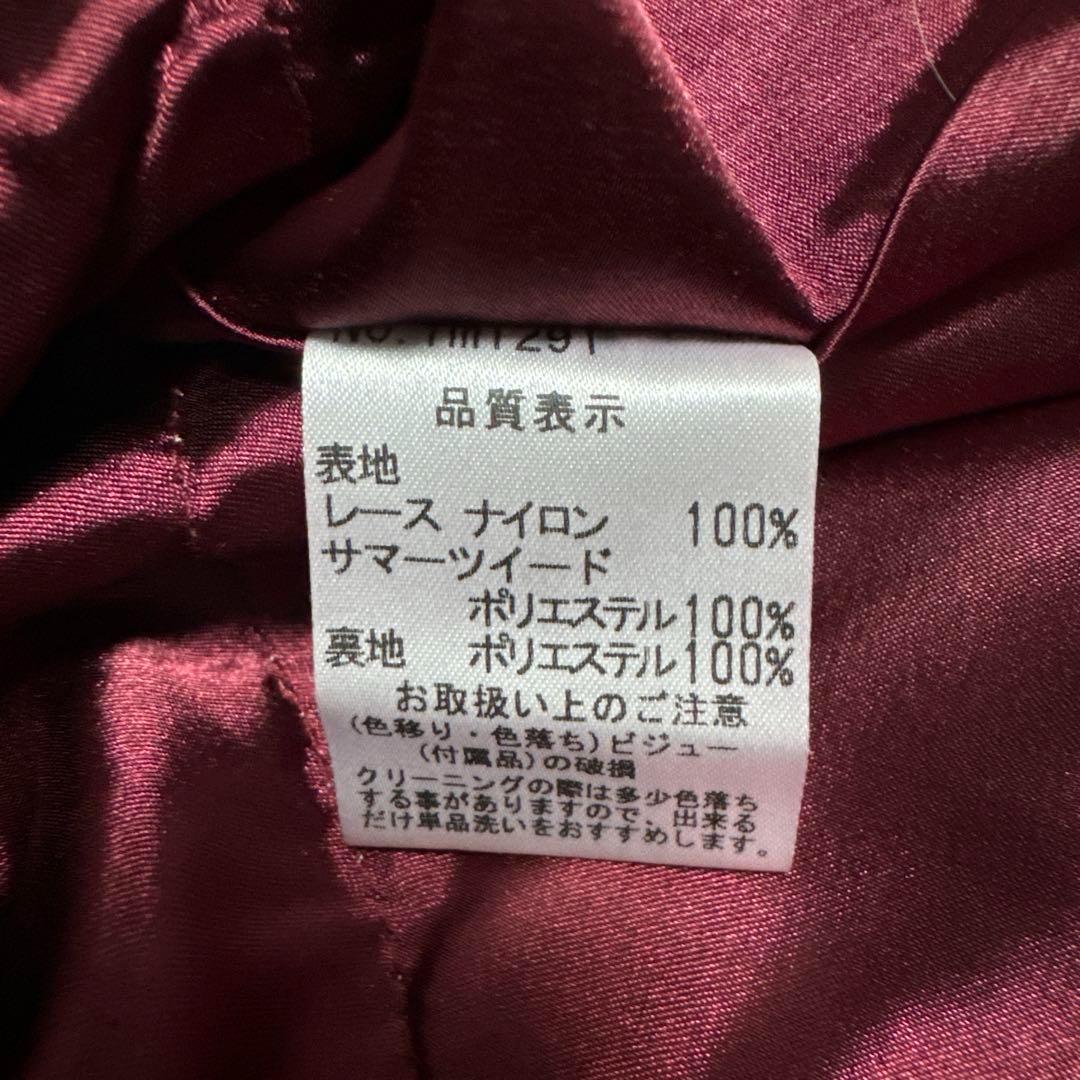 品質表示
表地
レース ナイロン 100%
サマーツイード
ポリエステル100%
裏地 ポリエステル100%
お取扱い上のご注意
(色移り・色落ち)ビジュー
(付属品)の破損
クリーニングの際は多少色落ち
する事がありますので、出来る
だけ単品洗いをおすすめします。